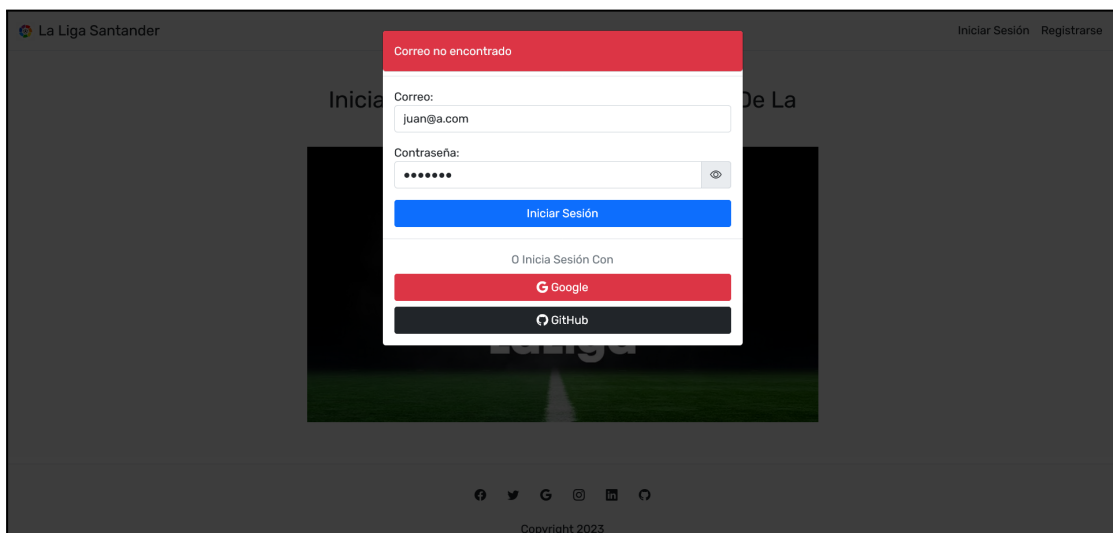 La Liga Santander
Iniciar Sesión Registrarse
Correo no encontrado
De La
Correo:
juan@a.com
Contraseña:
•••••••
Iniciar Sesión
O Inicia Sesión Con
Google
GitHub
LaLiga
Copyright 2023